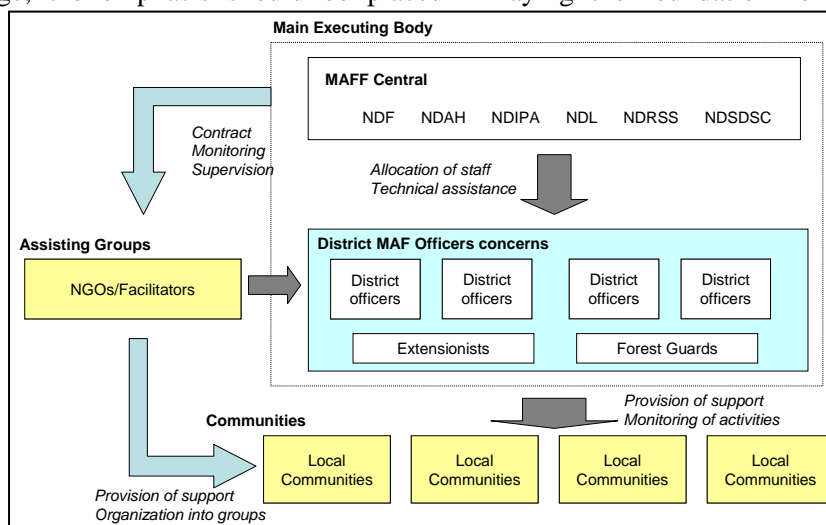 Main Executing Body
MAFF Central
NDF NDAH NDIPA NDL NDRSS NDSDSC
Contract
Monitoring
Supervision
Allocation of staff
Technical assistance
Assisting Groups
NGOs/Facilitators
District MAF Officers concerns
District
officers
District
officers
District
officers
District
officers
Extensionists
Forest Guards
Provision of support
Monitoring of activities
Communities
Local
Communities
Local
Communities
Local
Communities
Local
Communities
Provision of support
Organization into groups